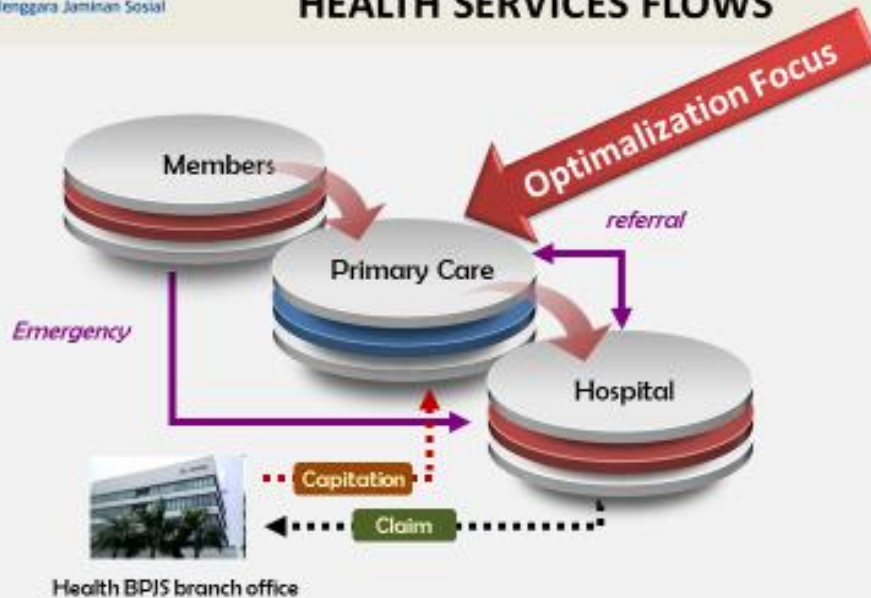 Jaminan Sosial
HEALTH SERVICES FLOWS
Optimalization Focus
Members
referral
Primary Care
Emergency
Hospital
Capitation
Claim
Health BPJS branch office